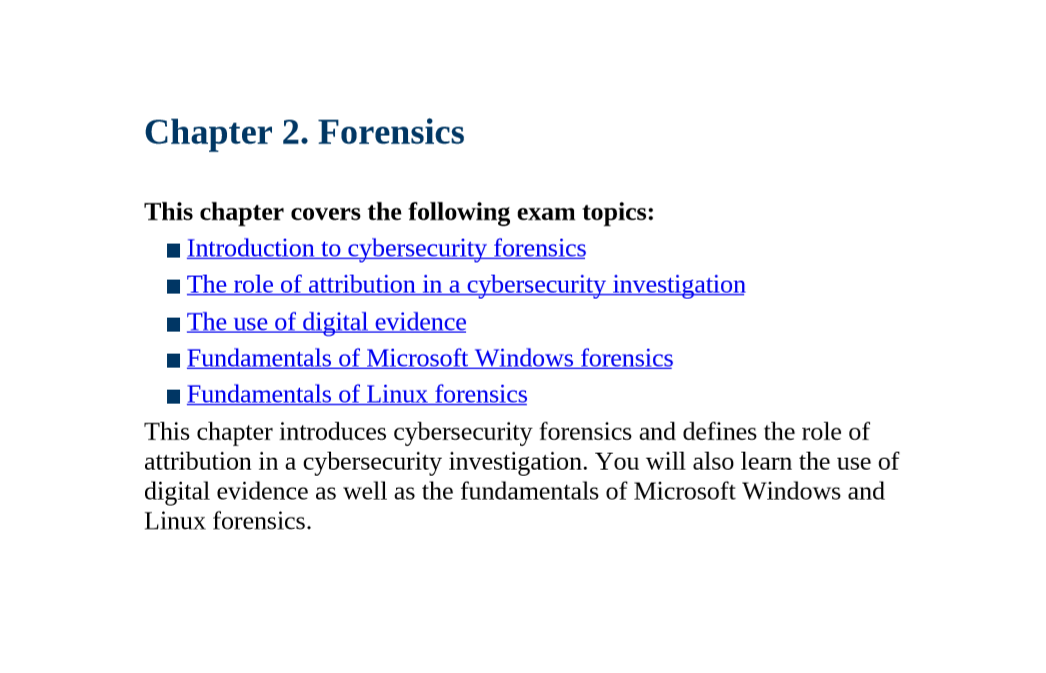 Chapter 2. Forensics
This chapter covers the following exam topics:
■ Introduction to cybersecurity forensics
■ The role of attribution in a cybersecurity investigation
■ The use of digital evidence
■ Fundamentals of Microsoft Windows forensics
■ Fundamentals of Linux forensics
This chapter introduces cybersecurity forensics and defines the role of
attribution in a cybersecurity investigation. You will also learn the use of
digital evidence as well as the fundamentals of Microsoft Windows and
Linux forensics.